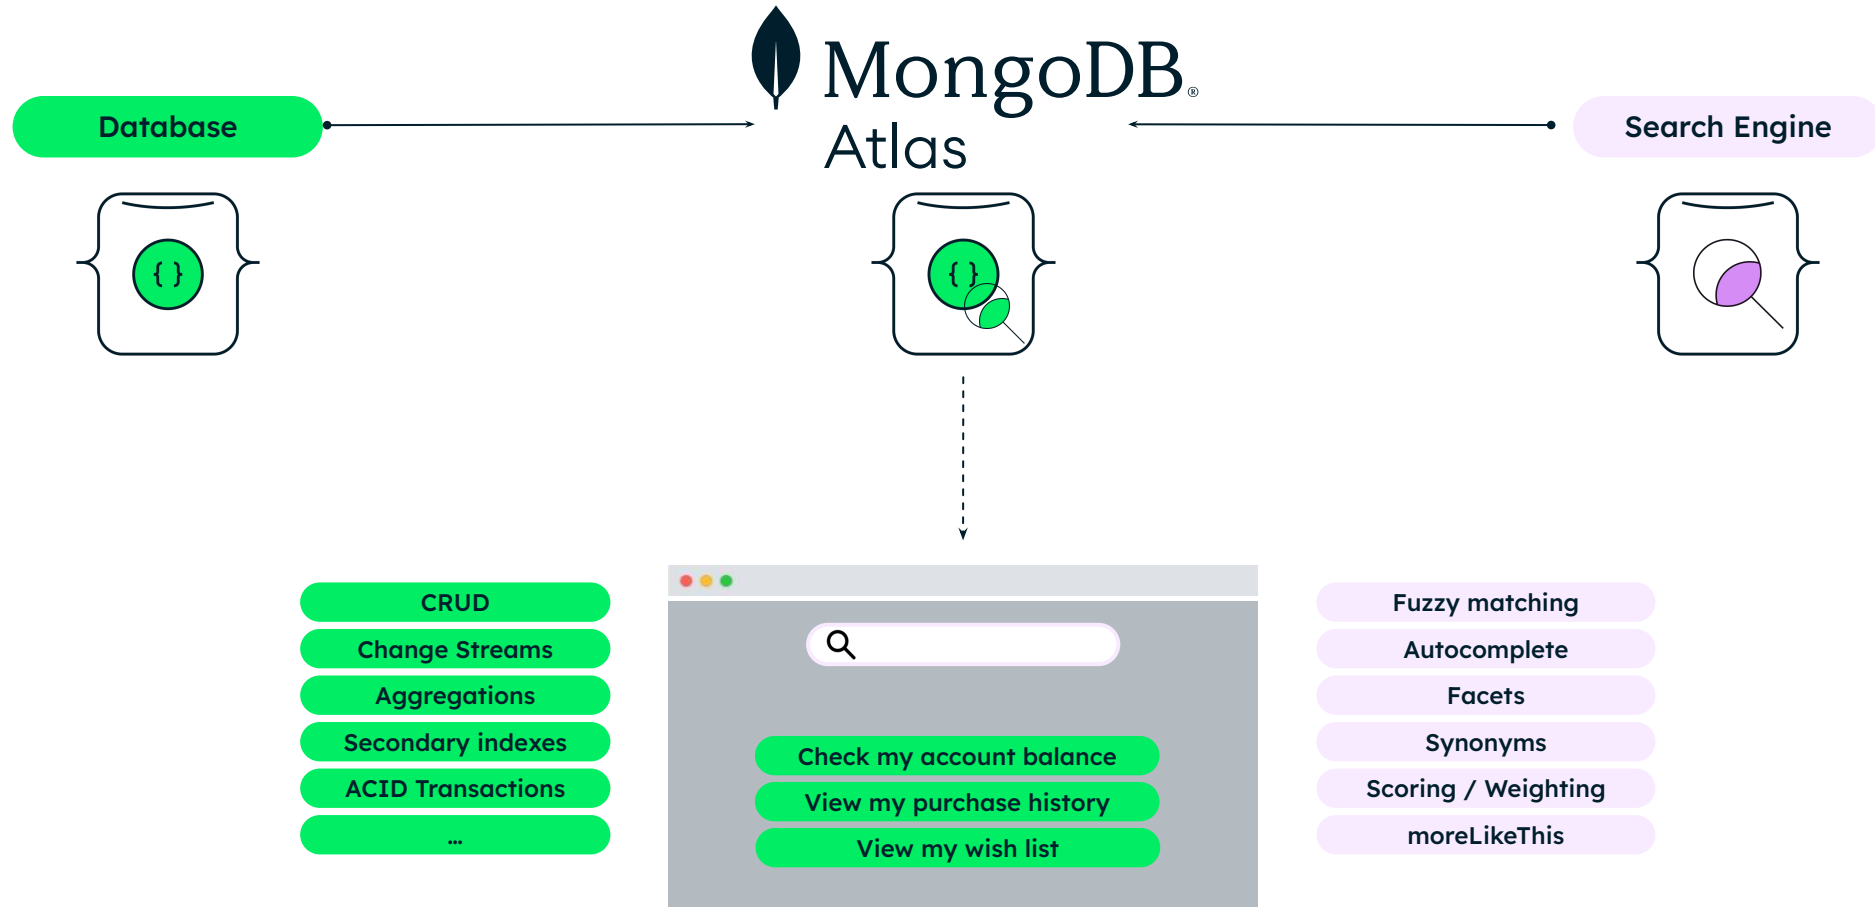 MongoDB®
Atlas
Database
Search Engine
{ }
{ }
CRUD
Change Streams
Aggregations
Secondary indexes
ACID Transactions
...
Check my account balance
View my purchase history
View my wish list
Fuzzy matching
Autocomplete
Facets
Synonyms
Scoring / Weighting
moreLikeThis